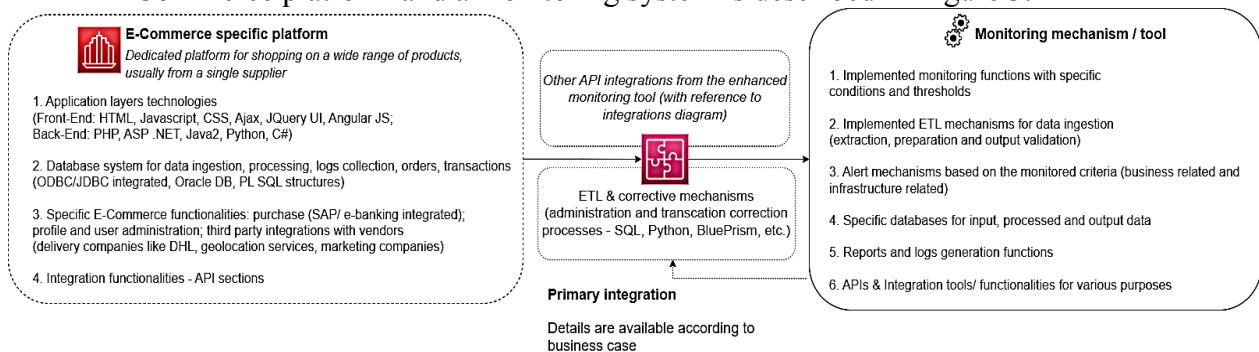 E-Commerce specific platform
Dedicated platform for shopping on a wide range of products,
usually from a single supplier
1. Application layers technologies
(Front-End: HTML, Javascript, CSS, Ajax, JQuery UI, Angular JS;
Back-End: PHP, ASP .NET, Java2, Python, C#)
2. Database system for data ingestion, processing, logs collection, orders, transactions
(ODBC/JDBC integrated, Oracle DB, PL SQL structures)
3. Specific E-Commerce functionalities: purchase (SAP/ e-banking integrated);
profile and user administration; third party integrations with vendors
(delivery companies like DHL, geolocation services, marketing companies)
4. Integration functionalities - API sections
Other API integrations from the enhanced
monitoring tool (with reference to
integrations diagram)
ETL & corrective mechanisms
(administration and transcation correction
processes - SQL, Python, BluePrism, etc.)
Primary integration
Details are available according to
business case
Monitoring mechanism / tool
1. Implemented monitoring functions with specific
conditions and thresholds
2. Implemented ETL mechanisms for data ingestion
(extraction, preparation and output validation)
3. Alert mechanisms based on the monitored criteria (business related and
infrastructure related)
4. Specific databases for input, processed and output data
5. Reports and logs generation functions
6. APIs & Integration tools/ functionalities for various purposes